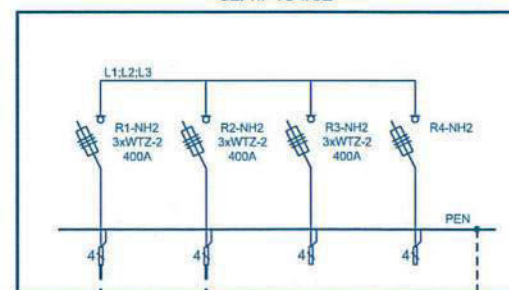 L1;L2;L3
R1-NH2
3xWTZ-2
400A
R2-NH2
3xWTZ-2
400A
R3-NH2
3xWTZ-2
400A
R4-NH2
PEN
4
4
4
4